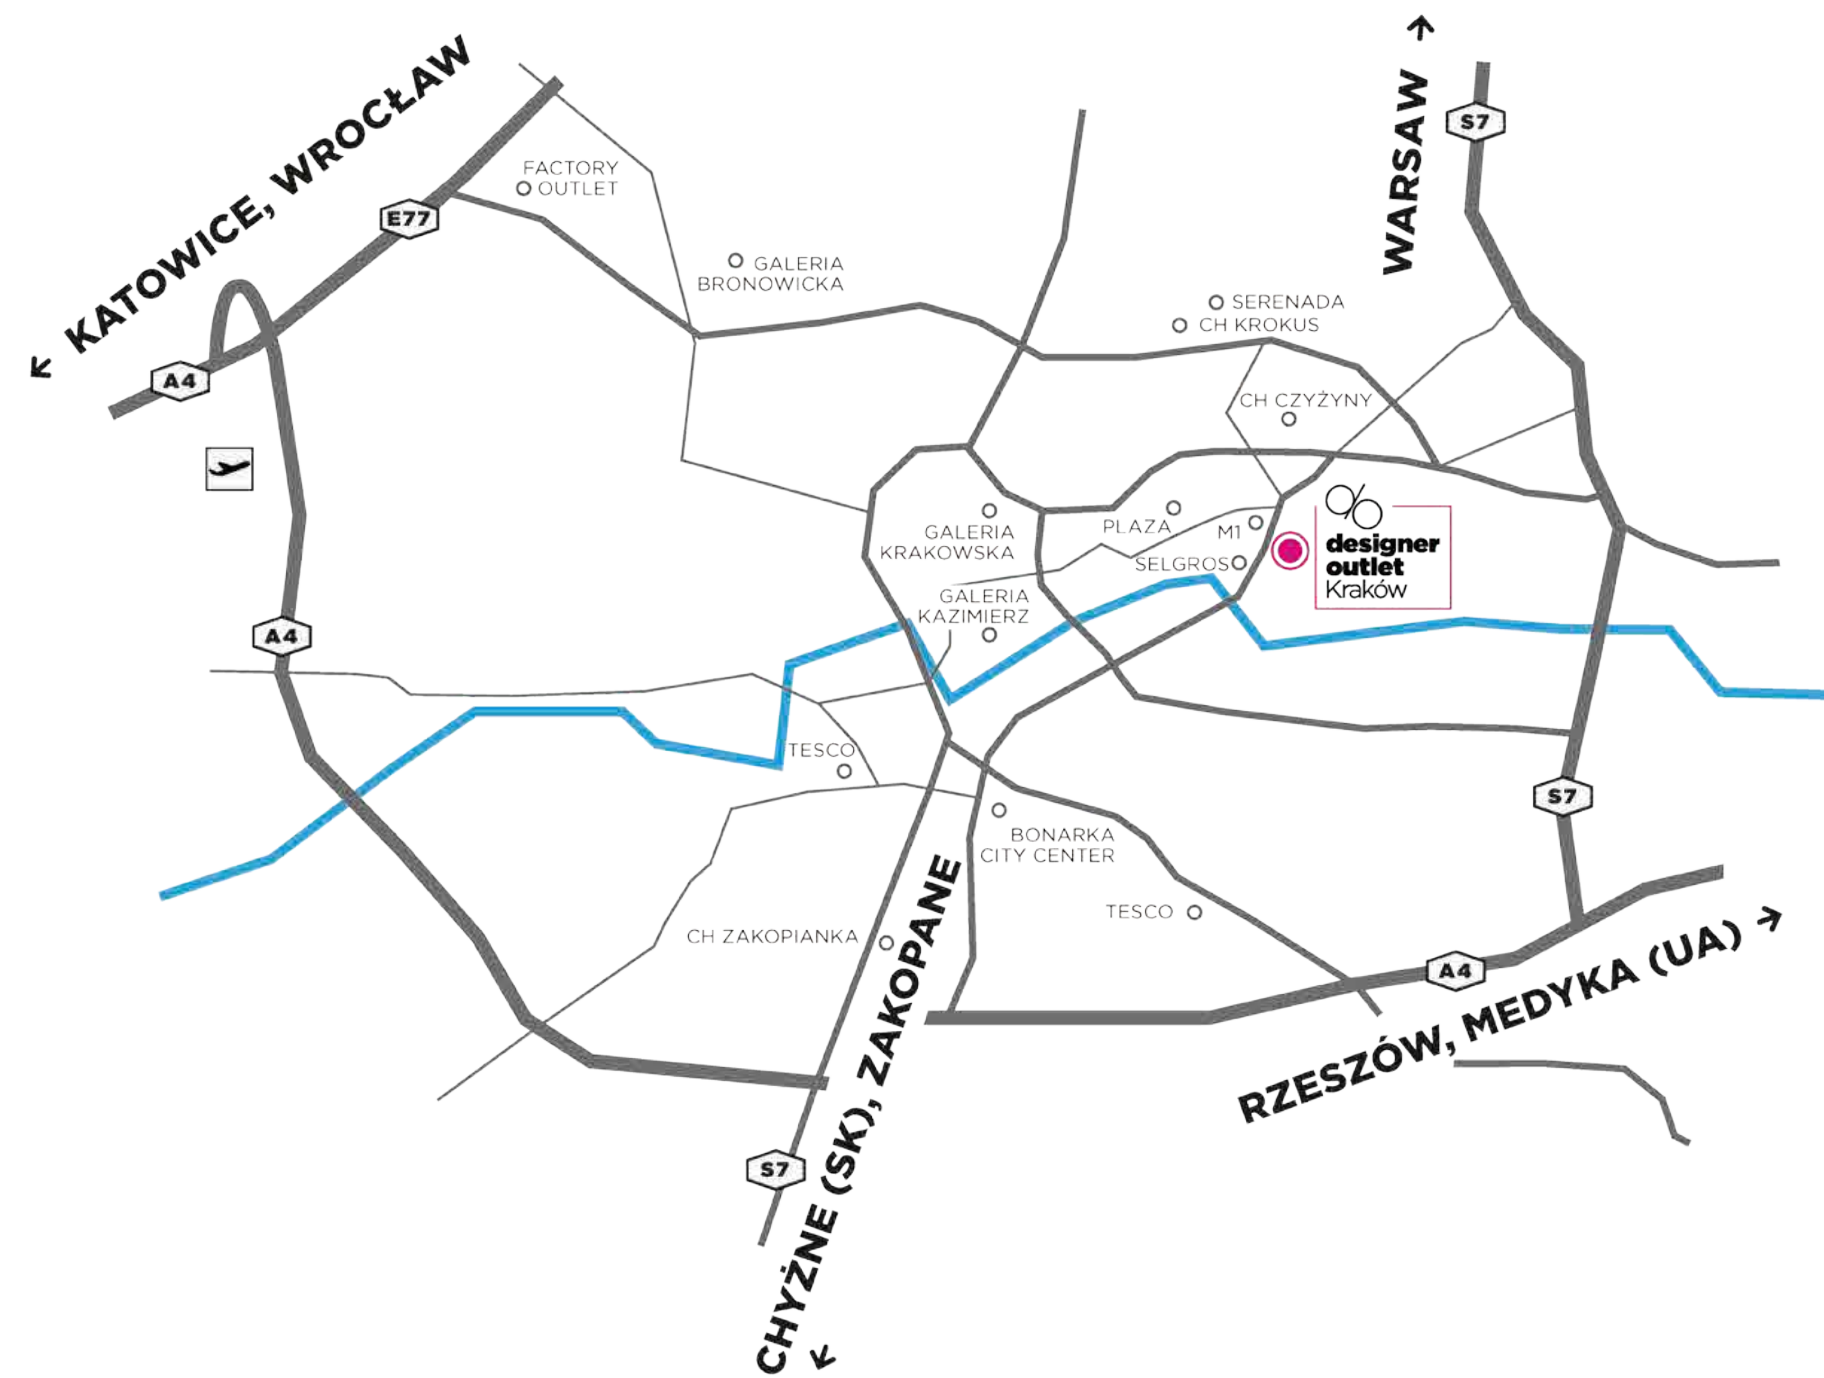 KATOWICE, WROCŁAW
WARSAW
S7
FACTORY
OUTLET
E77
GALERIA
BRONOWICKA
SERENADA
CH KROKUS
A4
CH CZYŻYNY
GALERIA
KRAKOWSKA
PLAZA
M1
SELGROS
%
designer
outlet
Kraków
GALERIA
KAZIMIERZ
A4
TESCO
S7
BONARKA
CITY CENTER
TESCO
CH ZAKOPIANKA
A4
RZESZÓW, MEDYKA (UA)
CHYŻNE (SK), ZAKOPANE
S7